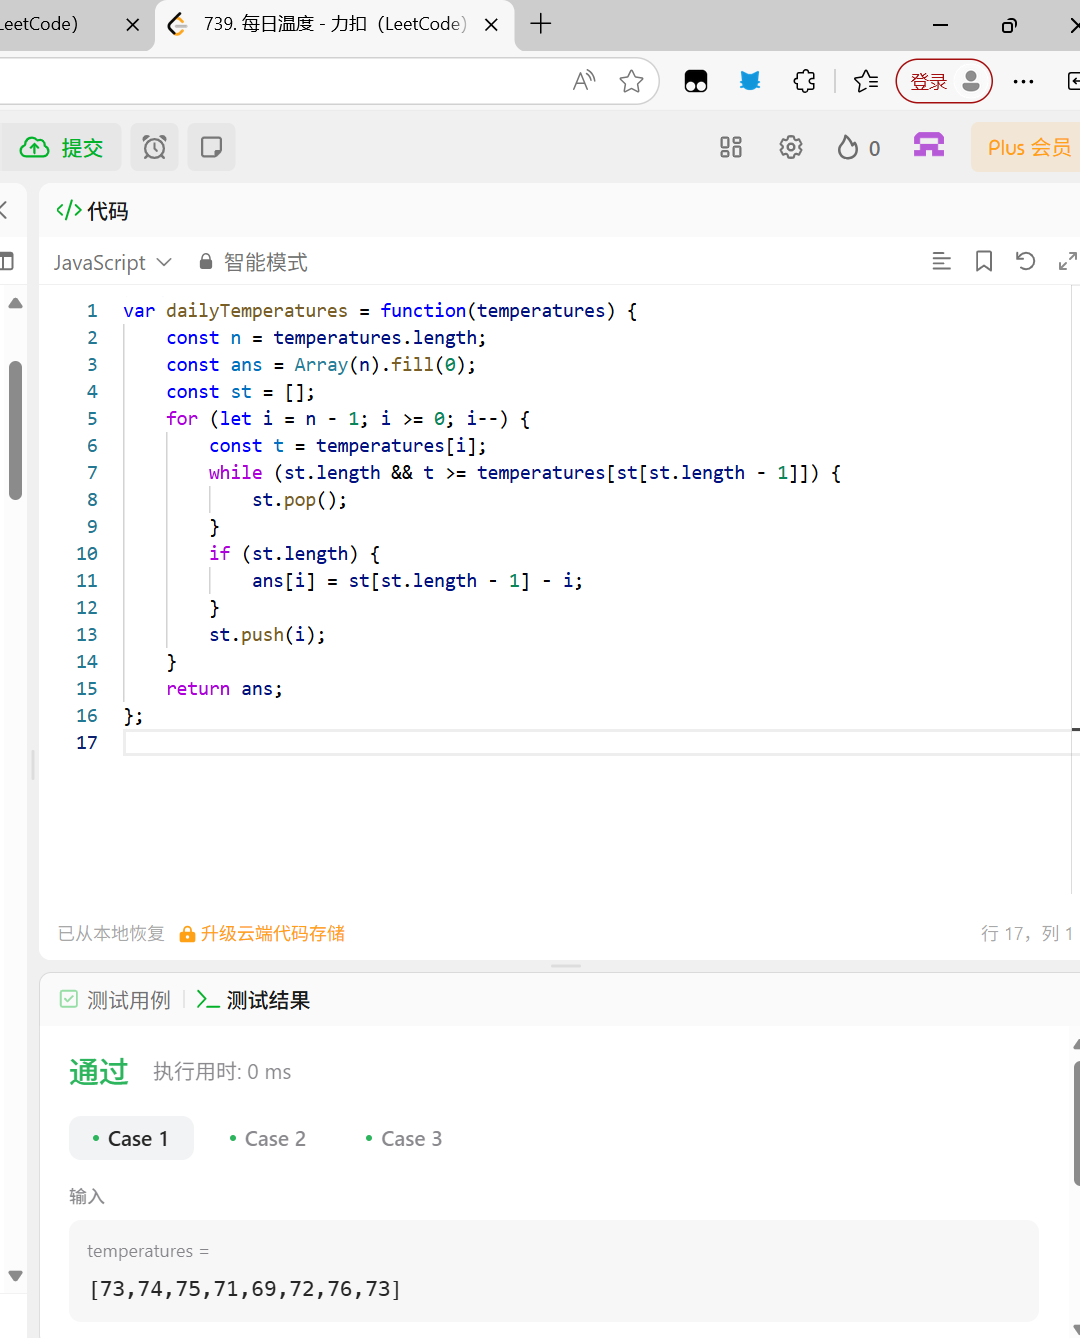 LeetCode)
739. 每日温度 - 力扣（LeetCode）
登录
提交
0
Plus 会员
代码
JavaScript
智能模式
1 var dailyTemperatures = function(temperatures) {
2     const n = temperatures.length;
3     const ans = Array(n).fill(0);
4     const st = [];
5     for (let i = n - 1; i >= 0; i--) {
6         const t = temperatures[i];
7         while (st.length && t >= temperatures[st[st.length - 1]]) {
8             st.pop();
9         }
10         if (st.length) {
11             ans[i] = st[st.length - 1] - i;
12         }
13         st.push(i);
14     }
15     return ans;
16 };
17
已从本地恢复 升级云端代码存储 行 17，列 1
测试用例 测试结果
通过 执行用时: 0 ms
Case 1 Case 2 Case 3
输入
temperatures =
[73,74,75,71,69,72,76,73]